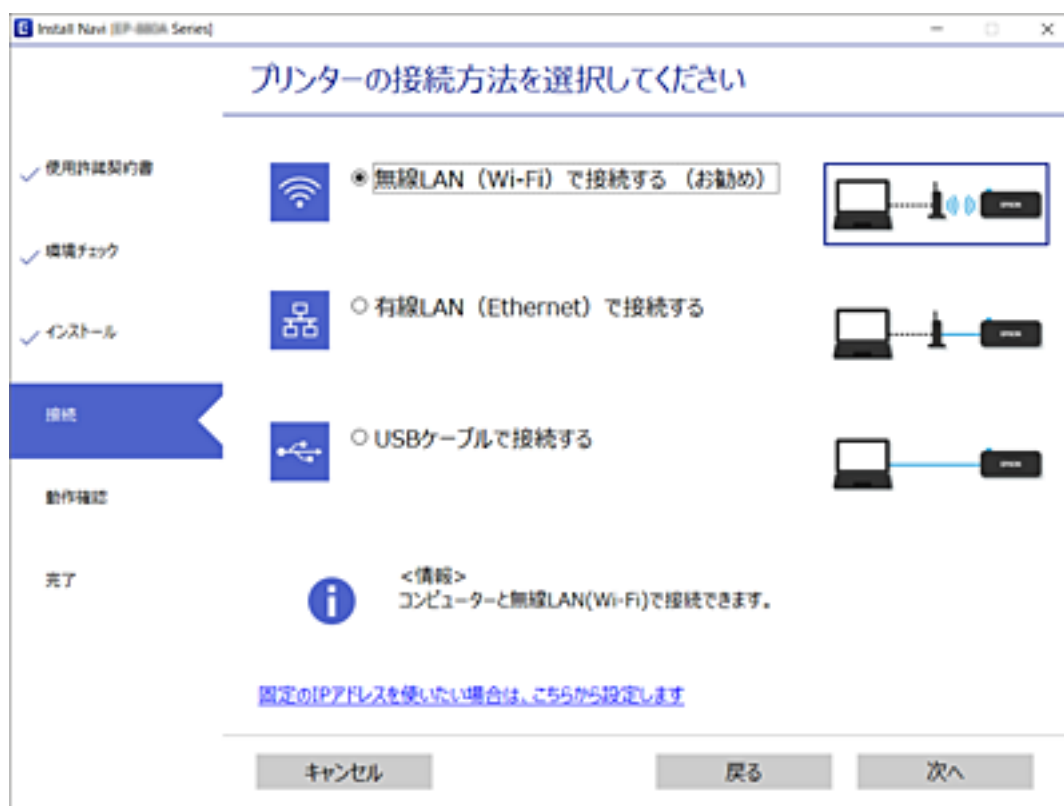 Install Navi [EP-880A Series]
プリンターの接続方法を選択してください
使用許諾契約書
環境チェック
インストール
接続
動作確認
完了
無線LAN（Wi-Fi）で接続する （お勧め）
有線LAN（Ethernet）で接続する
USBケーブルで接続する
EPSON
EPSON
EPSON
<情報>
コンピューターと無線LAN(Wi-Fi)で接続できます。
固定のIPアドレスを使いたい場合は、こちらから設定します
キャンセル
戻る
次へ